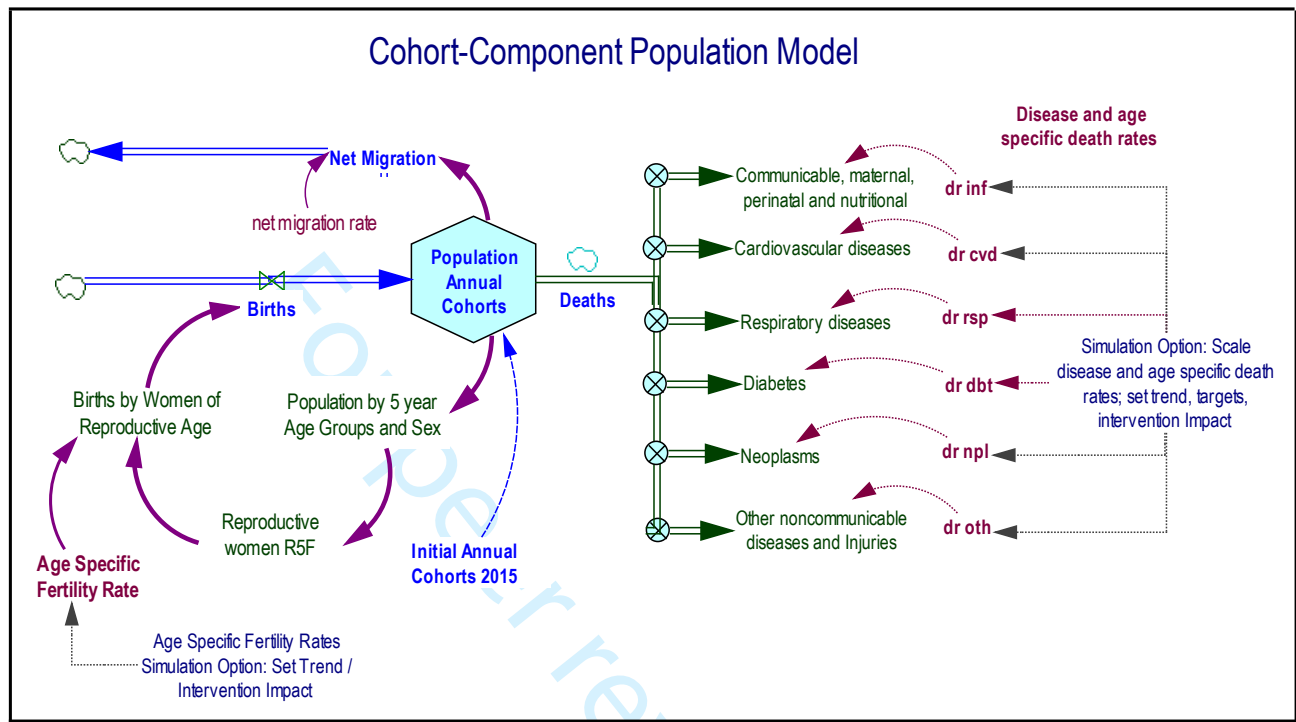 Cohort-Component Population Model
Disease and age
specific death rates
Net Migration
net migration rate
Communicable, maternal,
perinatal and nutritional
dr inf
Population
Annual
Cohorts
Cardiovascular diseases
dr cvd
Births
Deaths
Respiratory diseases
dr rsp
Simulation Option: Scale
disease and age specific death
rates; set trend, targets,
intervention Impact
Births by Women of
Reproductive Age
Population by 5 year
Age Groups and Sex
Diabetes
dr dbt
Neoplasms
dr npl
Reproductive
women R5F
Other noncommunicable
diseases and Injuries
dr oth
Initial Annual
Cohorts 2015
Age Specific
Fertility Rate
Age Specific Fertility Rates
Simulation Option: Set Trend /
Intervention Impact